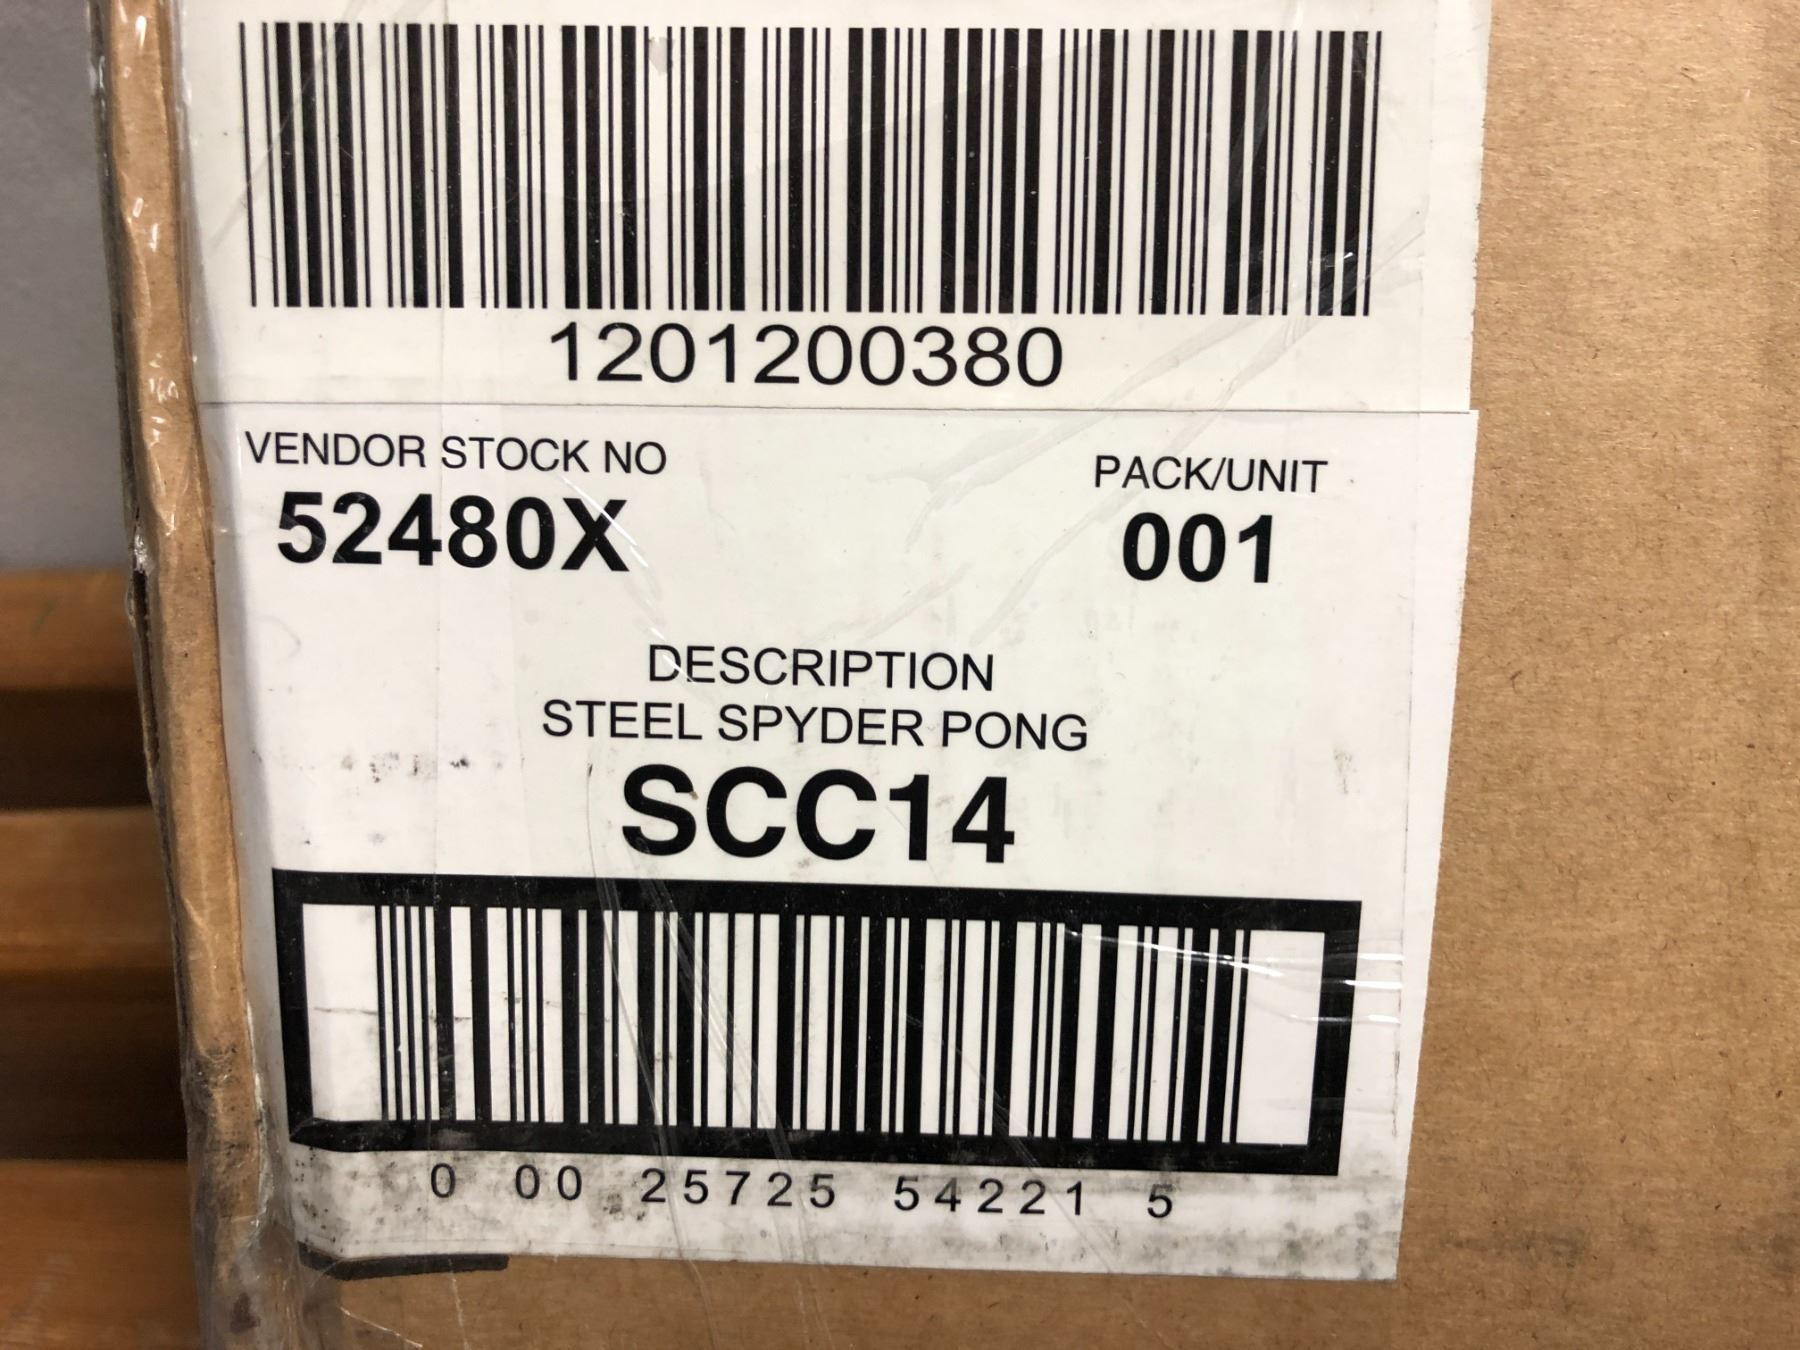 1201200380
VENDOR STOCK NO PACK/UNIT
52480X 001
DESCRIPTION
STEEL SPYDER PONG
SCC14
0 00 25725 54221 5